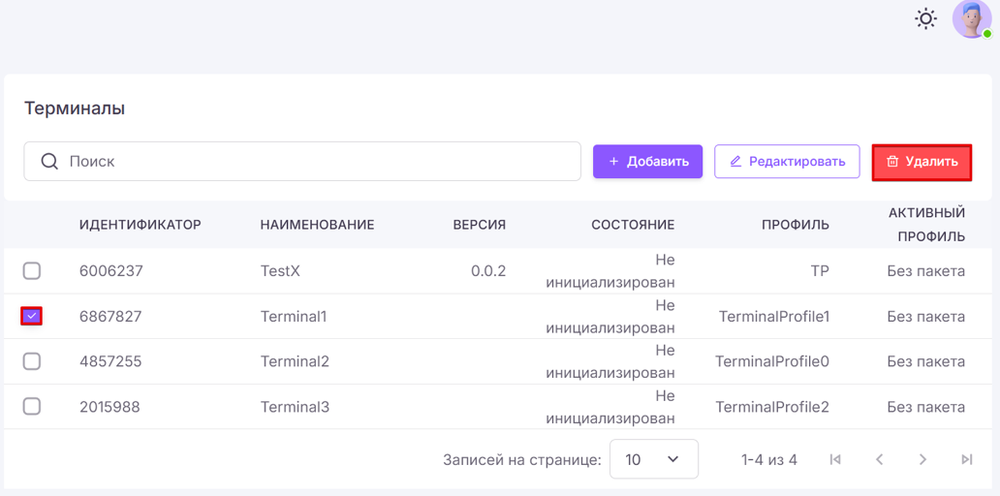 Терминалы
Поиск
+ Добавить
Редактировать
Удалить
ИДЕНТИФИКАТОР НАИМЕНОВАНИЕ ВЕРСИЯ СОСТОЯНИЕ ПРОФИЛЬ АКТИВНЫЙ
ПРОФИЛЬ
6006237 TestX 0.0.2 Не
инициализирован TP Без пакета
6867827 Terminal1 Не
инициализирован TerminalProfile1 Без пакета
4857255 Terminal2 Не
инициализирован TerminalProfile0 Без пакета
2015988 Terminal3 Не
инициализирован TerminalProfile2 Без пакета
Записей на странице: 10 1-4 из 4